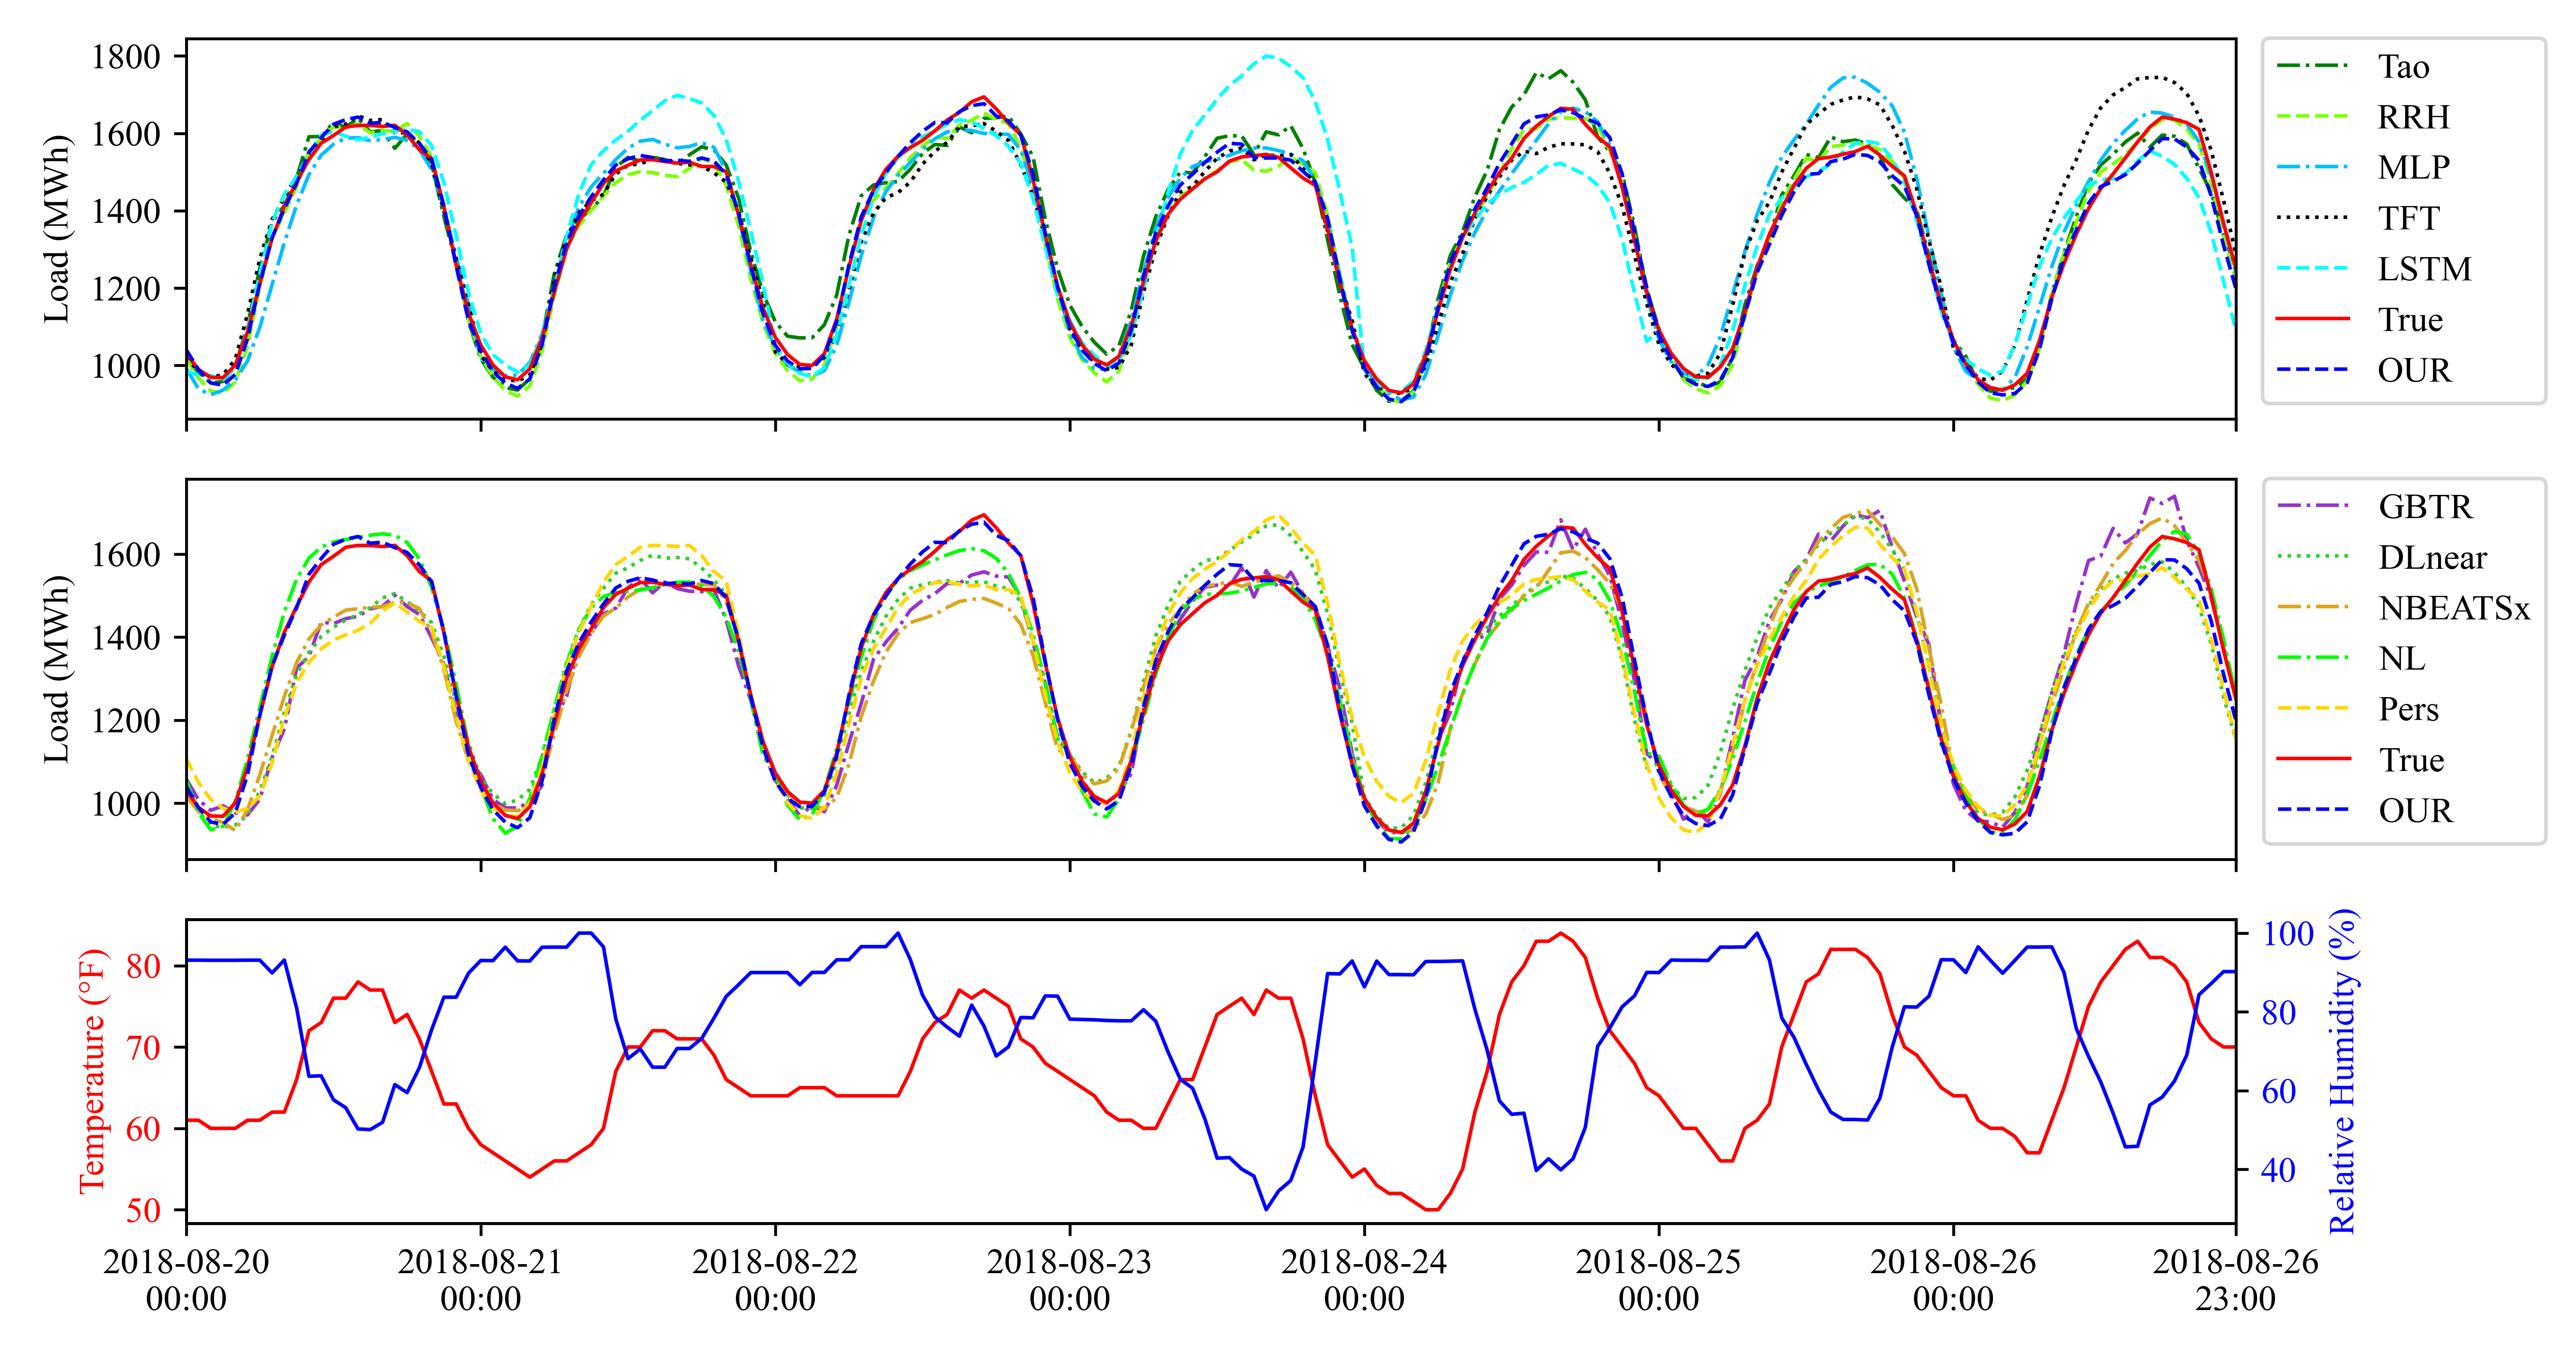 Load (MWh)
1800
1600
1400
1200
1000
Tao
RRH
MLP
TFT
LSTM
True
OUR
Load (MWh)
1600
1400
1200
1000
GBTR
DLnear
NBEATSx
NL
Pers
True
OUR
Temperature (°F)
80
70
60
50
100
80
60
40
Relative Humidity (%)
2018-08-20 2018-08-21 2018-08-22 2018-08-23 2018-08-24 2018-08-25 2018-08-26 2018-08-26
00:00 00:00 00:00 00:00 00:00 00:00 00:00 23:00